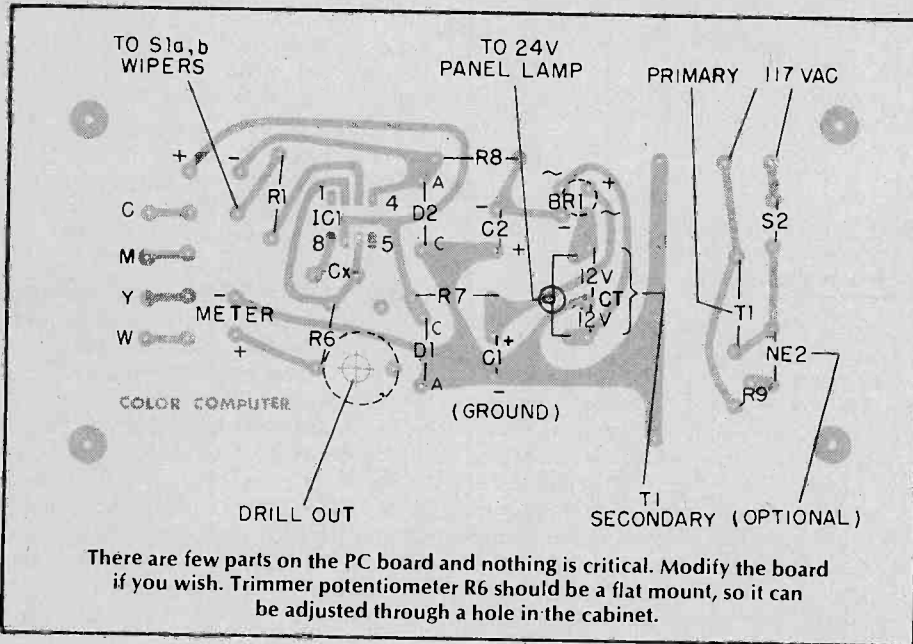 TO S1a,b
WIPERS
TO 24V
PANEL LAMP
PRIMARY 117 VAC
+ -
R8
A
~ +
BR1
~
-
C
R1
1
4
IC1
D2
-
C2
S2
8
5
C
+
M
Cx
12V
Y
-
METER
R7
CT
12V
T1
W
+
R6
C
D1
A
C1
+
-
NE2
R9
COLOR COMPUTER
(GROUND)
DRILL OUT
T1
SECONDARY (OPTIONAL)
There are few parts on the PC board and nothing is critical. Modify the board
if you wish. Trimmer potentiometer R6 should be a flat mount, so it can
be adjusted through a hole in the cabinet.